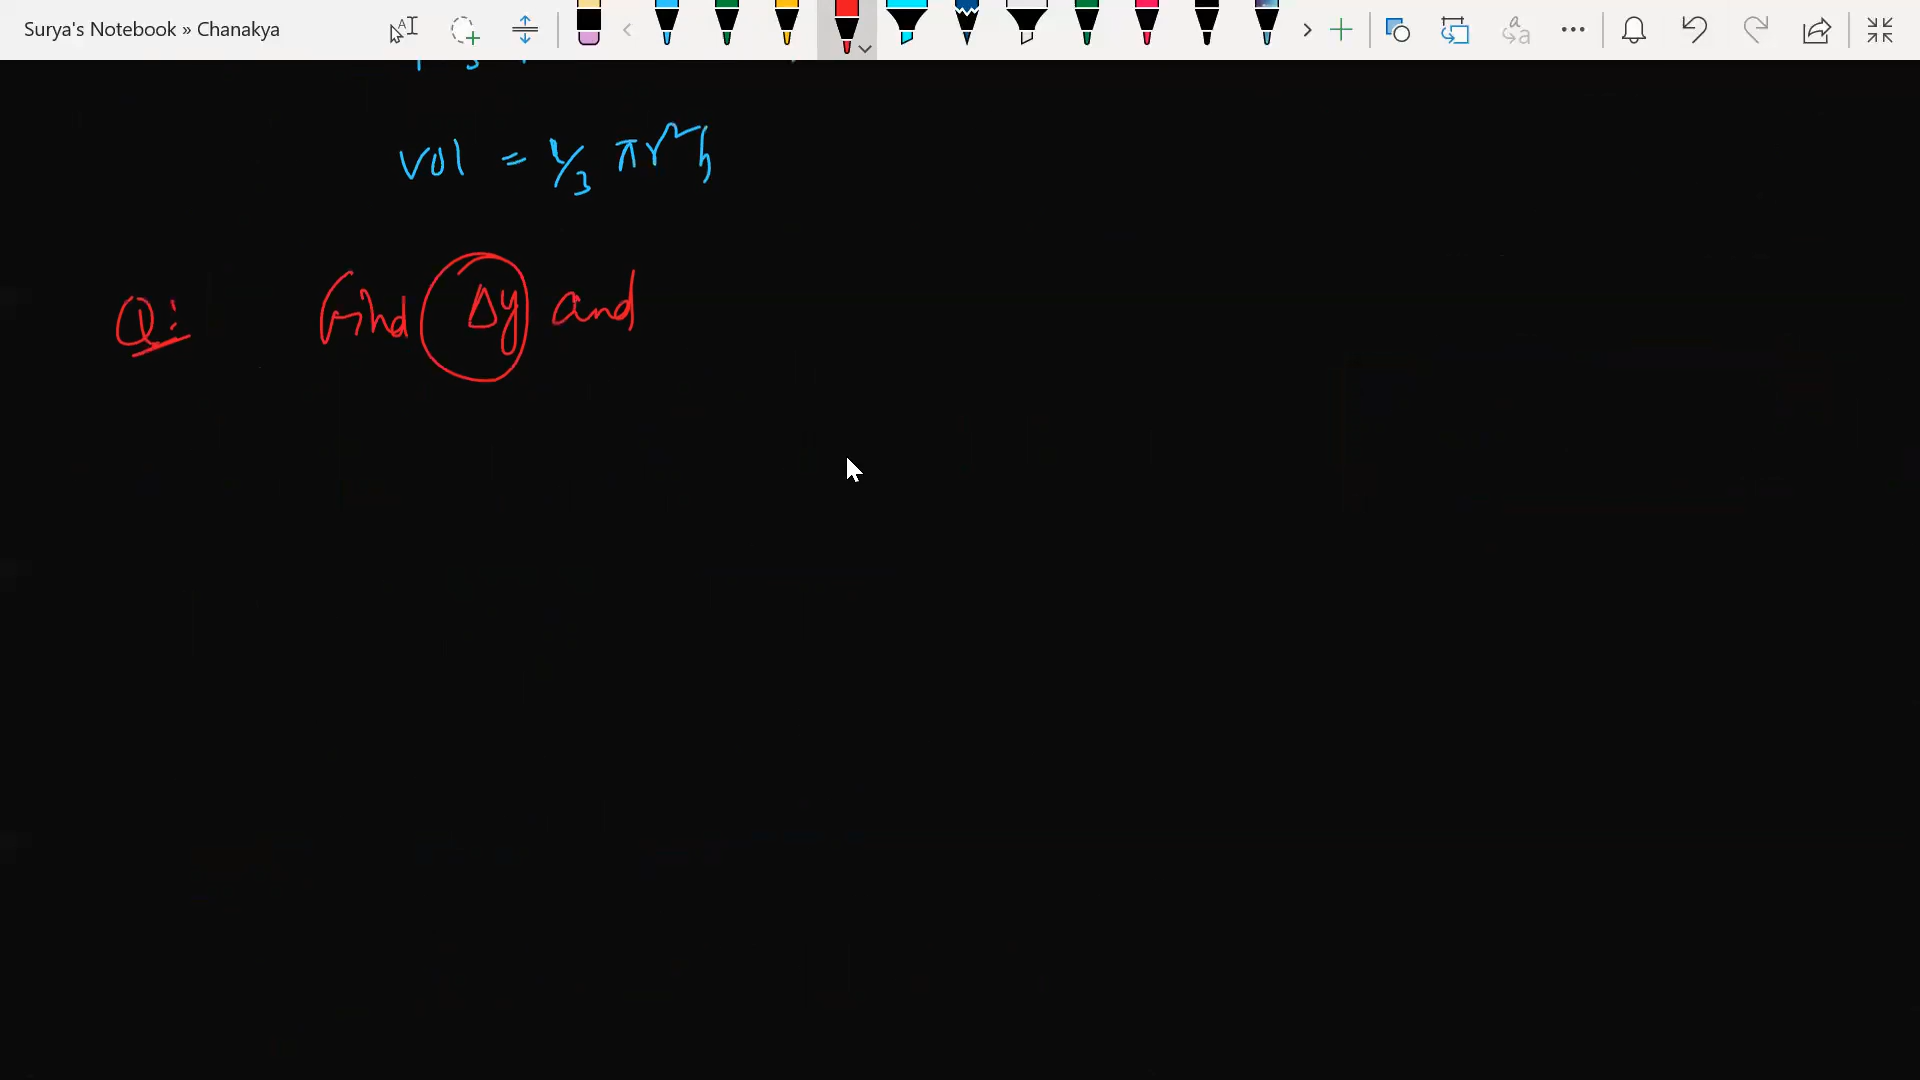 Surya's Notebook » Chanakya
vol = 1/3 πr²h
Q: Find Δy and